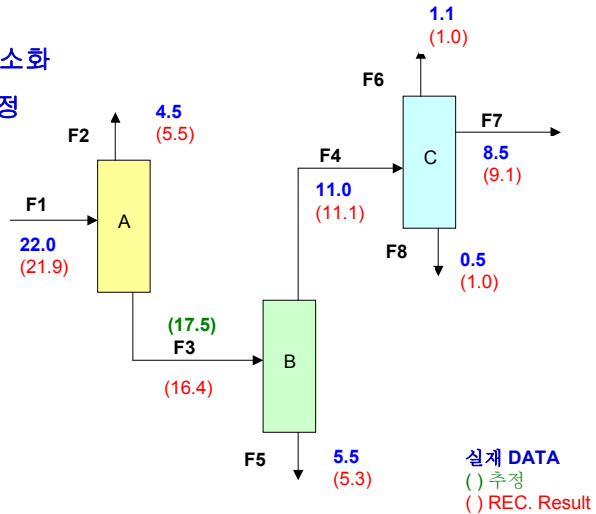 소화
정
1.1
(1.0)
F6
F7
8.5
(9.1)
C
F4
11.0
(11.1)
F8
0.5
(1.0)
4.5
(5.5)
F2
F1
22.0
(21.9)
A
(17.5)
F3
(16.4)
B
F5
5.5
(5.3)
실재 DATA
( ) 추정
( ) REC. Result